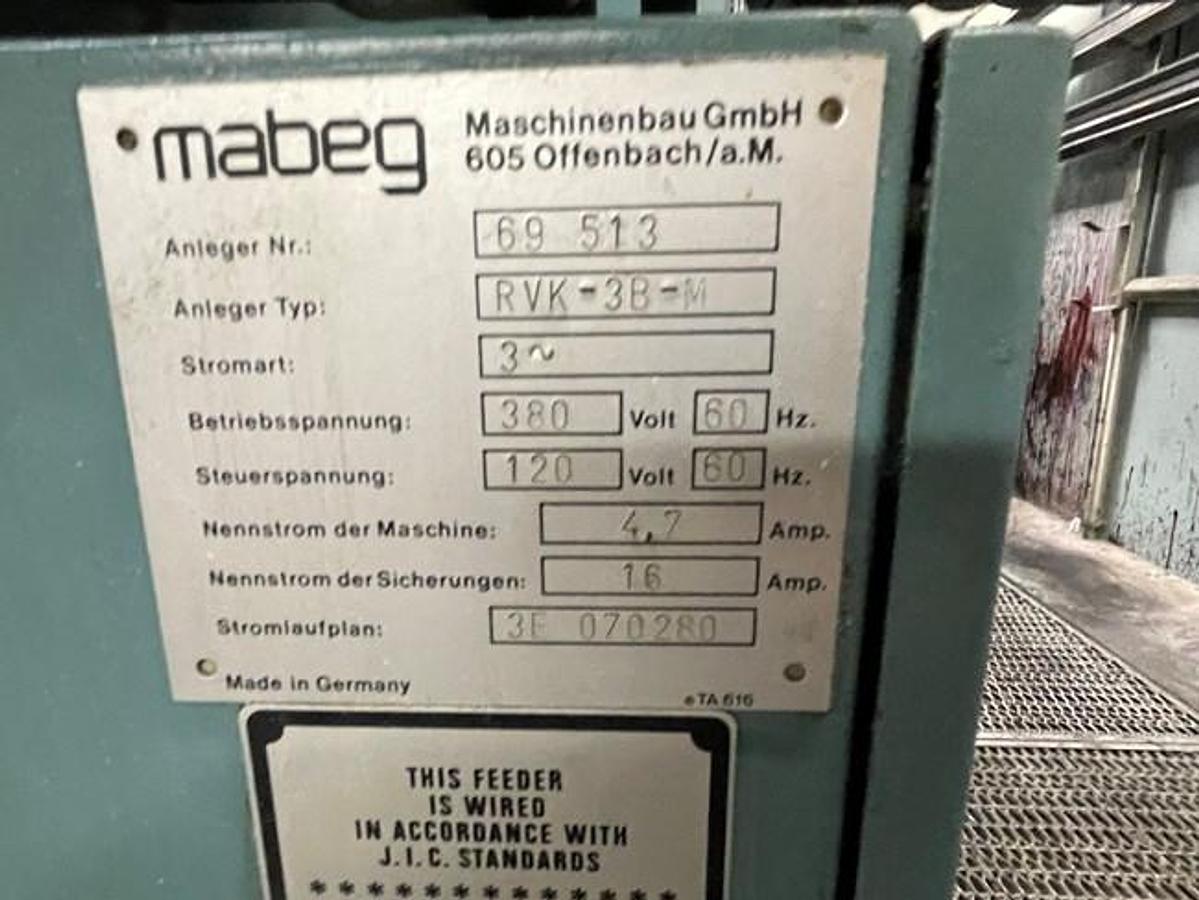 mabeg
Maschinenbau GmbH
605 Offenbach/a.M.
Anleger Nr.: 69 513
Anleger Typ: RVK-3B-M
Stromart: 3~
Betriebsspannung: 380 Volt 60 Hz.
Steuerspannung: 120 Volt 60 Hz.
Nennstrom der Maschine: 4,7 Amp.
Nennstrom der Sicherungen: 16 Amp.
Stromlaufplan: 3E 070280
Made in Germany
eTA 616
THIS FEEDER
IS WIRED
IN ACCORDANCE WITH
J.I.C. STANDARDS
* * * * * * * * * * * * *